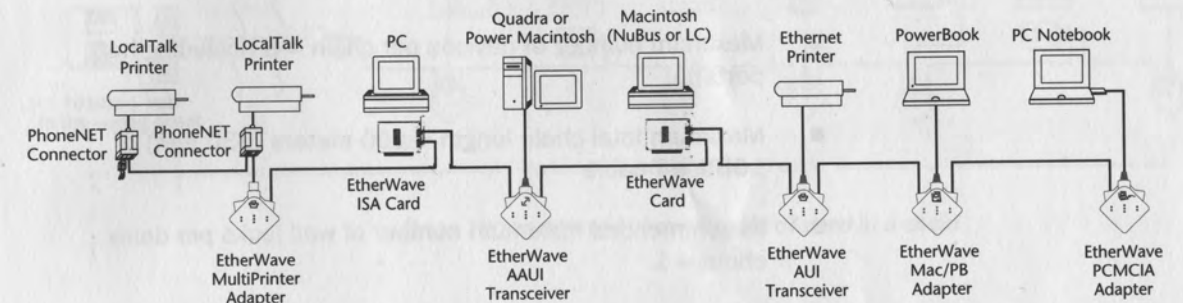 LocalTalk
Printer
LocalTalk
Printer
PC
Quadra or
Power Macintosh
Macintosh
(NuBus or LC)
Ethernet
Printer
PowerBook
PC Notebook
PhoneNET
Connector
PhoneNET
Connector
EtherWave
ISA Card
EtherWave
Card
EtherWave
MultiPrinter
Adapter
EtherWave
AAUI
Transceiver
EtherWave
AUI
Transceiver
EtherWave
Mac/PB
Adapter
EtherWave
PCMCIA
Adapter